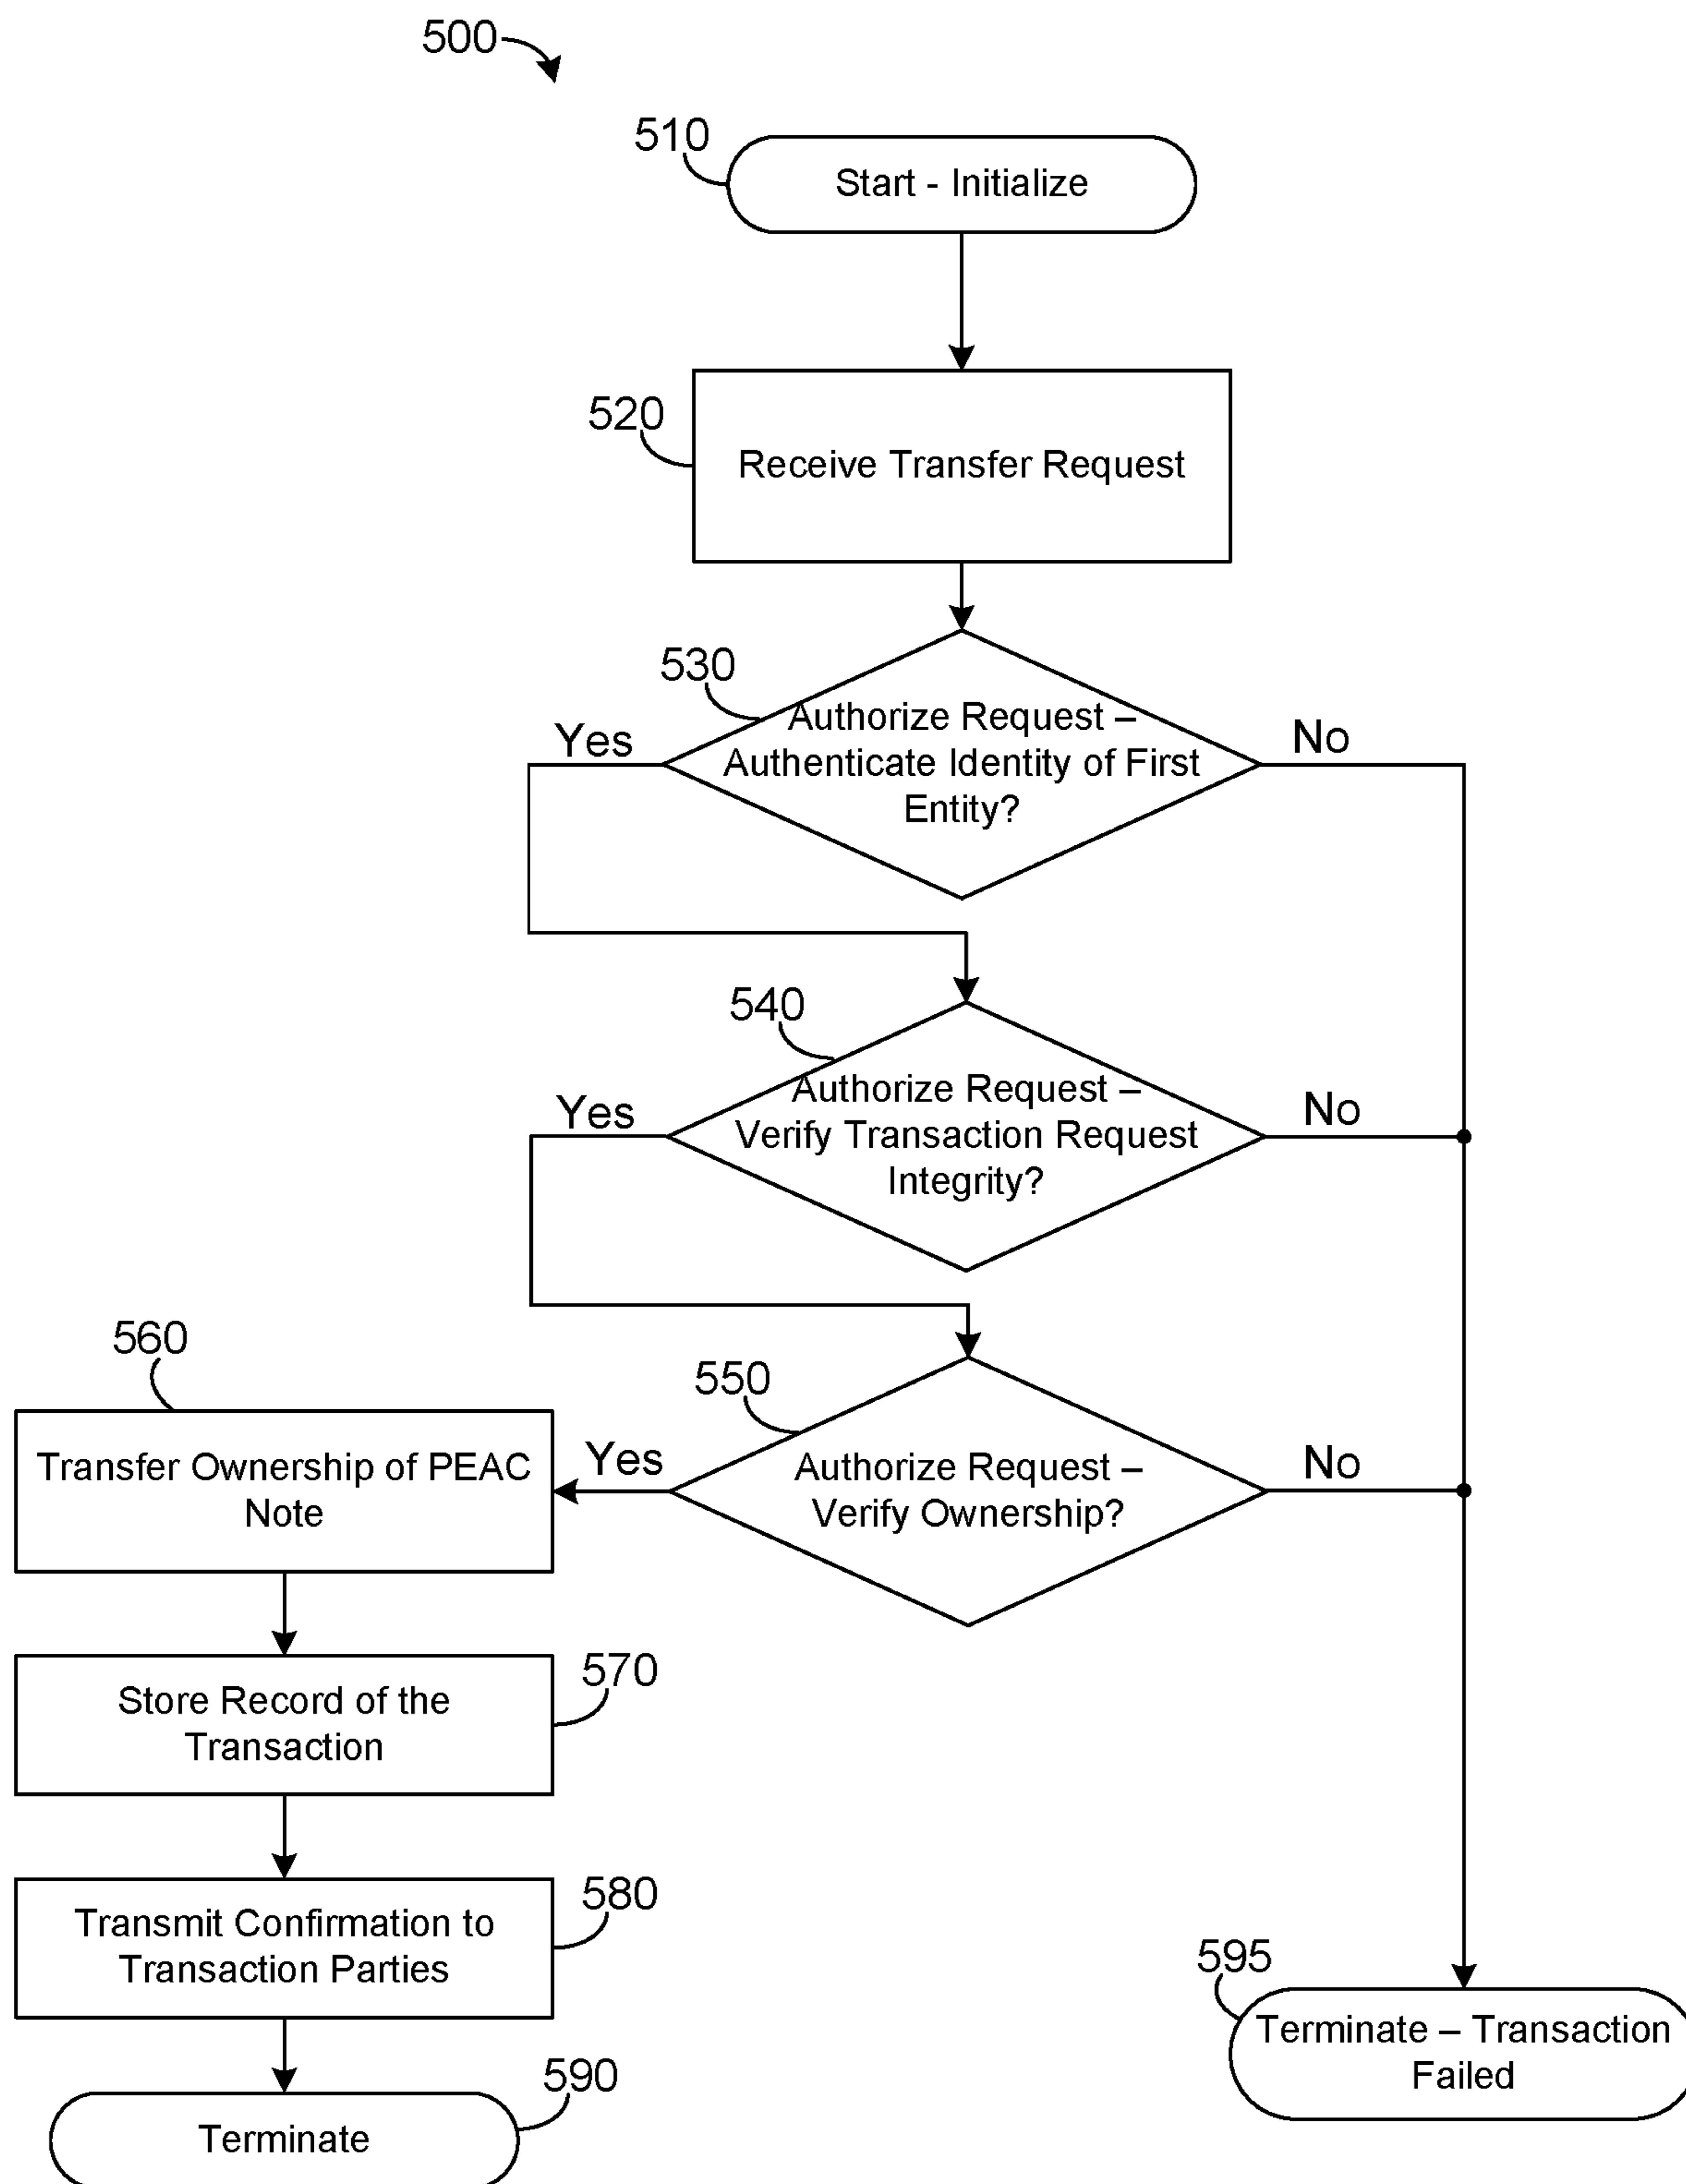 500
510
Start - Initialize
520
Receive Transfer Request
530
Authorize Request –
Authenticate Identity of First
Entity?
Yes
No
540
Authorize Request –
Verify Transaction Request
Integrity?
Yes
No
550
Authorize Request –
Verify Ownership?
Yes
No
560
Transfer Ownership of PEAC
Note
570
Store Record of the
Transaction
580
Transmit Confirmation to
Transaction Parties
590
Terminate
595
Terminate – Transaction
Failed